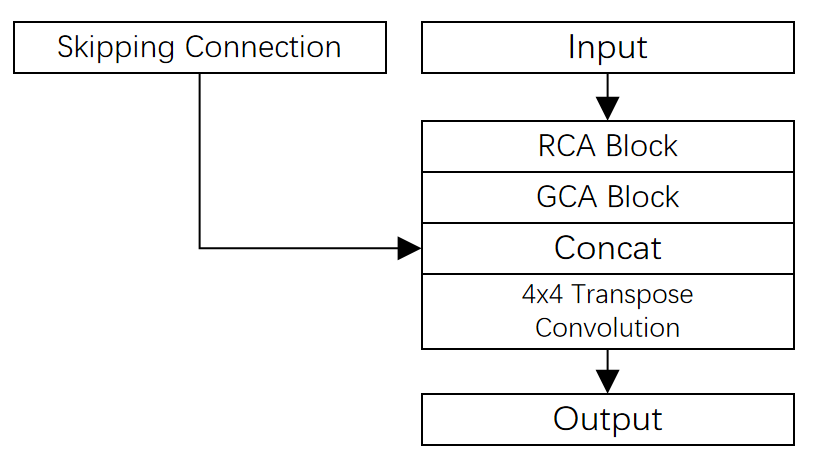 Skipping Connection
Input
RCA Block
GCA Block
Concat
4x4 Transpose
Convolution
Output